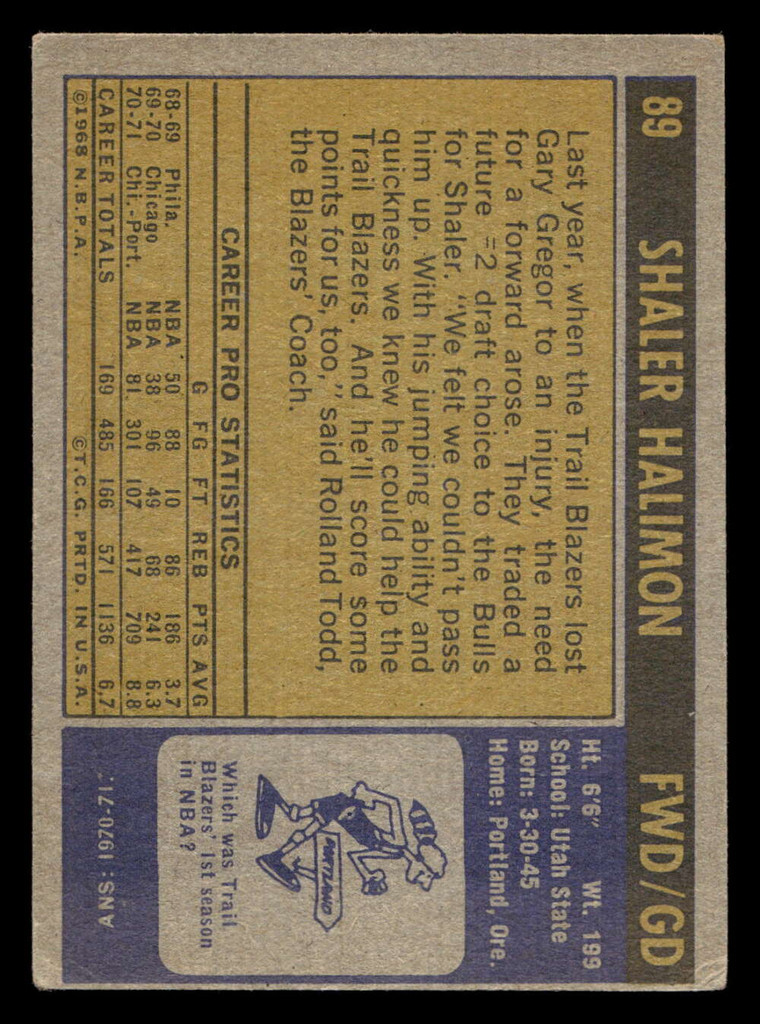 89 SHALER HALIMON FWD/GD
Last year, when the Trail Blazers lost
Gary Gregor to an injury, the need
for a forward arose. They traded a
future =2 draft choice to the Bulls
for Shaler. "We felt we couldn't pass
him up. With his jumping ability and
quickness we knew he could help the
Trail Blazers. And he'll score some
points for us, too," said Rolland Todd,
the Blazers' Coach.
CAREER PRO STATISTICS
G FG FT REB PTS AVG
68-69 Phila. NBA 50 88 10 86 186 3.7
69-70 Chicago NBA 38 96 49 68 241 6.3
70-71 Chi.-Port. NBA 81 301 107 417 709 8.8
CAREER TOTALS 169 485 166 571 1136 6.7
©1968 N.B.P.A. ©T.C.G. PRTD. IN U.S.A.
Ht. 6'6" Wt. 199
School: Utah State
Born: 3-30-45
Home: Portland, Ore.
PORTLAND
Which was Trail
Blazers' 1st season
in NBA?
ANS: 1970-71.